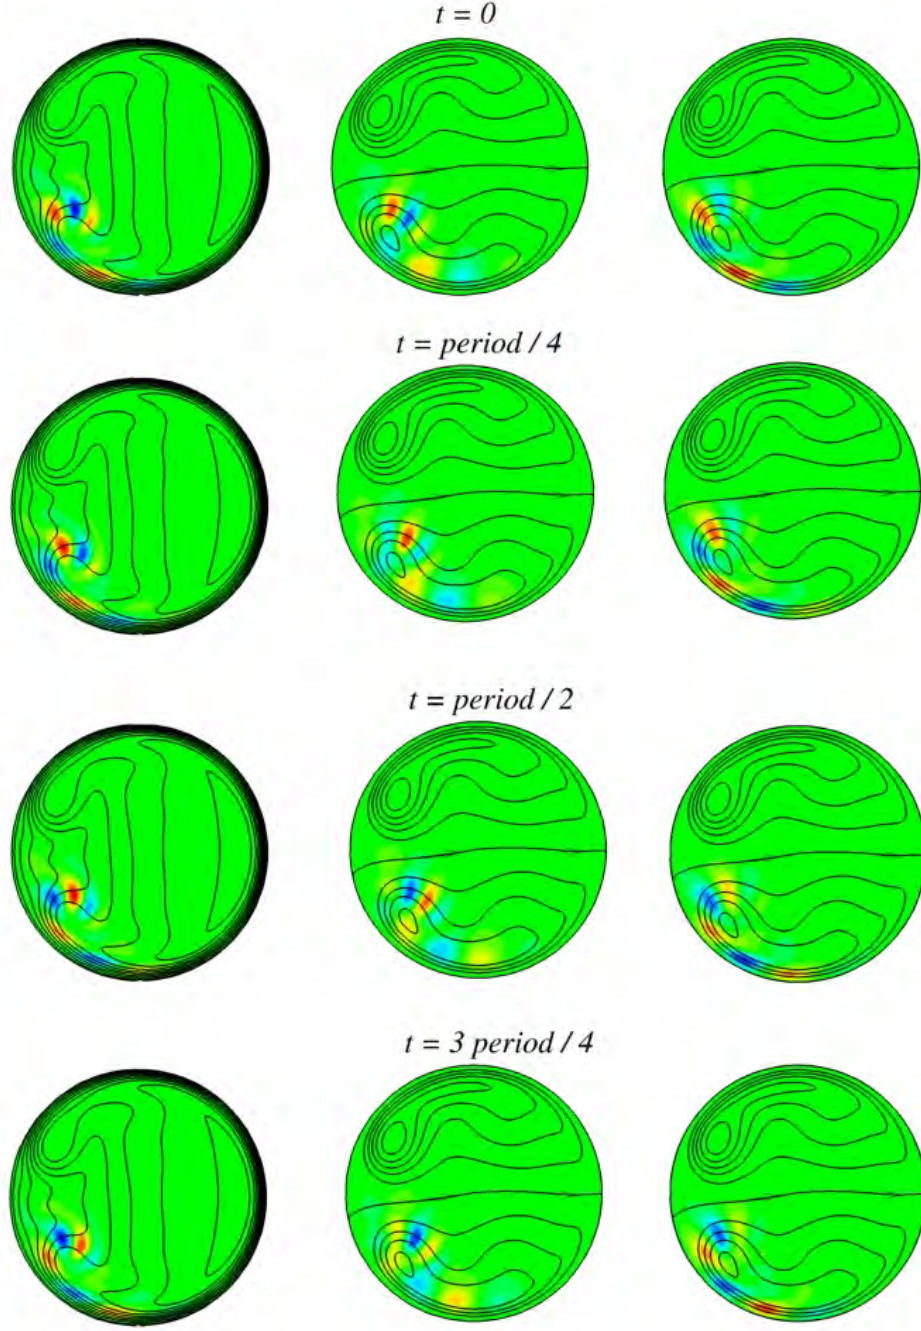 t = 0
t = period / 4
t = period / 2
t = 3 period / 4